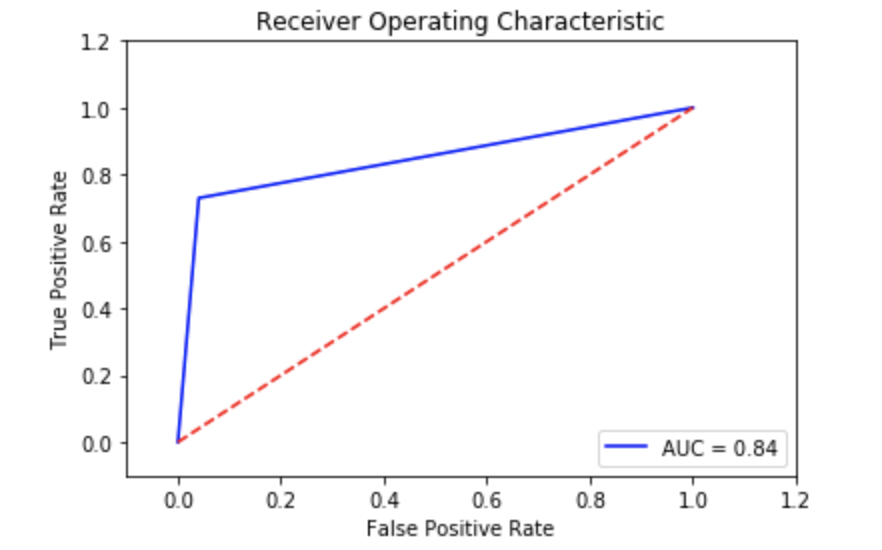 Receiver Operating Characteristic
1.2
1.0
0.8
0.6
0.4
0.2
0.0
True Positive Rate
AUC = 0.84
0.0 0.2 0.4 0.6 0.8 1.0 1.2
False Positive Rate